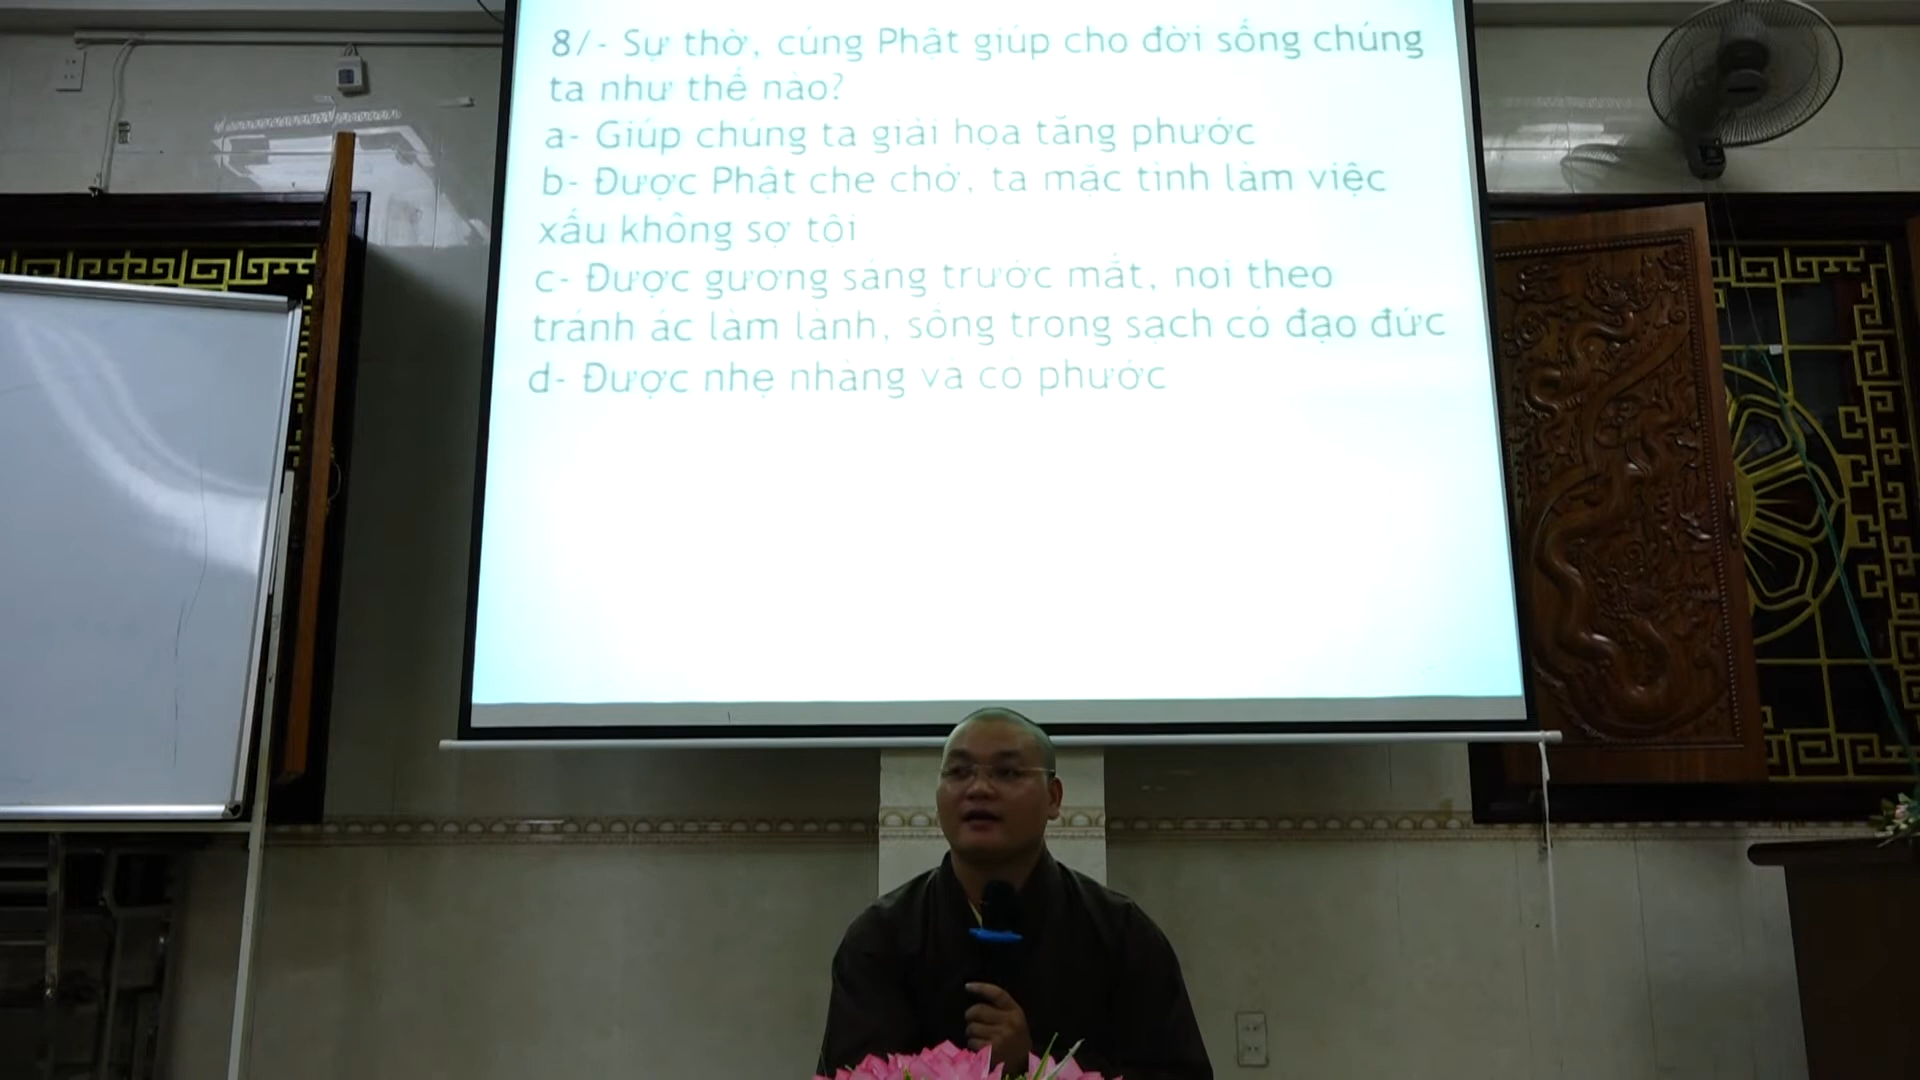 8/- Sự thờ, cúng Phật giúp cho đời sống chúng
ta như thế nào?
a- Giúp chúng ta giải họa tăng phước
b- Được Phật che chở, ta mặc tình làm việc
xấu không sợ tội
c- Được gương sáng trước mắt, noi theo
tránh ác làm lành, sống trong sạch có đạo đức
d- Được nhẹ nhàng và có phước